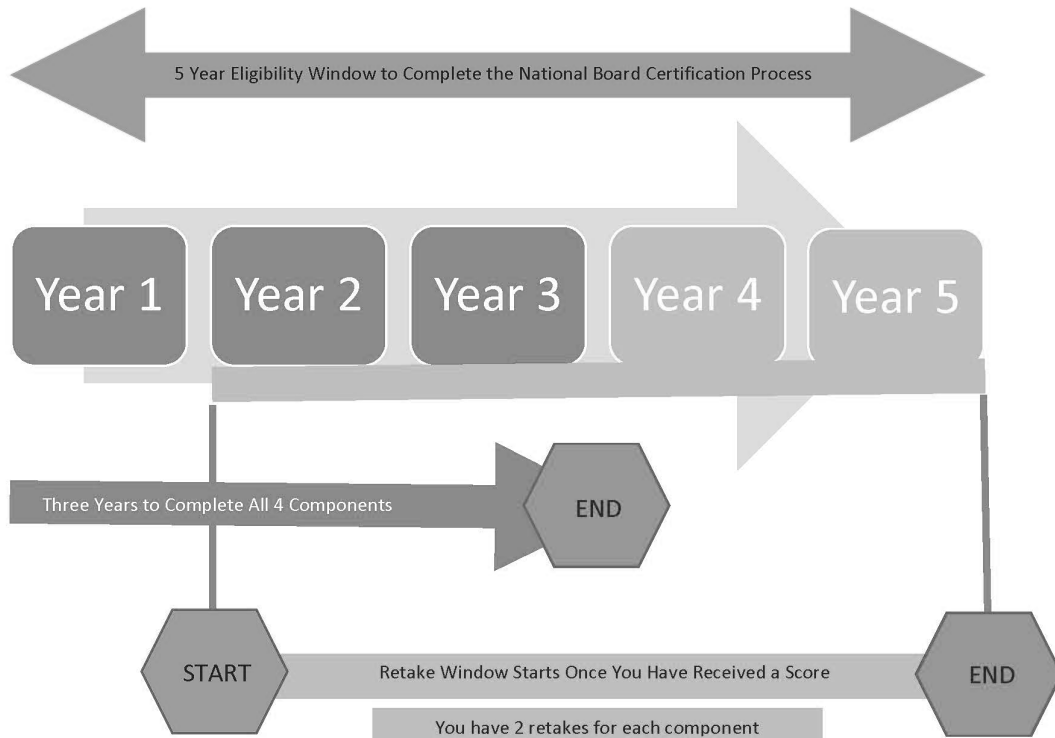 5 Year Eligibility Window to Complete the National Board Certification Process
Year 1
Year 2
Year 3
Year 4
Year 5
Three Years to Complete All 4 Components
END
START
Retake Window Starts Once You Have Received a Score
END
You have 2 retakes for each component